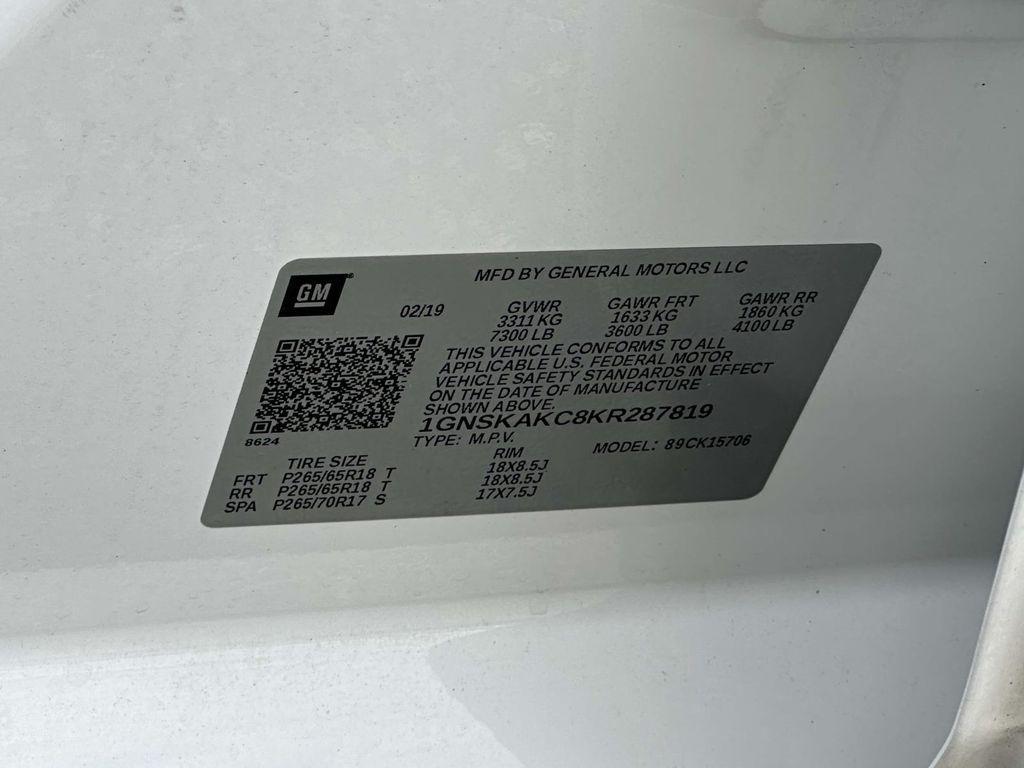 GM®
MFD BY GENERAL MOTORS LLC
02/19 GVWR GAWR FRT GAWR RR
3311 KG 1633 KG 1860 KG
7300 LB 3600 LB 4100 LB
THIS VEHICLE CONFORMS TO ALL
APPLICABLE U.S. FEDERAL MOTOR
VEHICLE SAFETY STANDARDS IN EFFECT
ON THE DATE OF MANUFACTURE
SHOWN ABOVE.
1GNSKAKC8KR287819
8624
TYPE: M.P.V. MODEL: 89CK15706
TIRE SIZE RIM
FRT P265/65R18 T 18X8.5J
RR P265/65R18 T 18X8.5J
SPA P265/70R17 S 17X7.5J